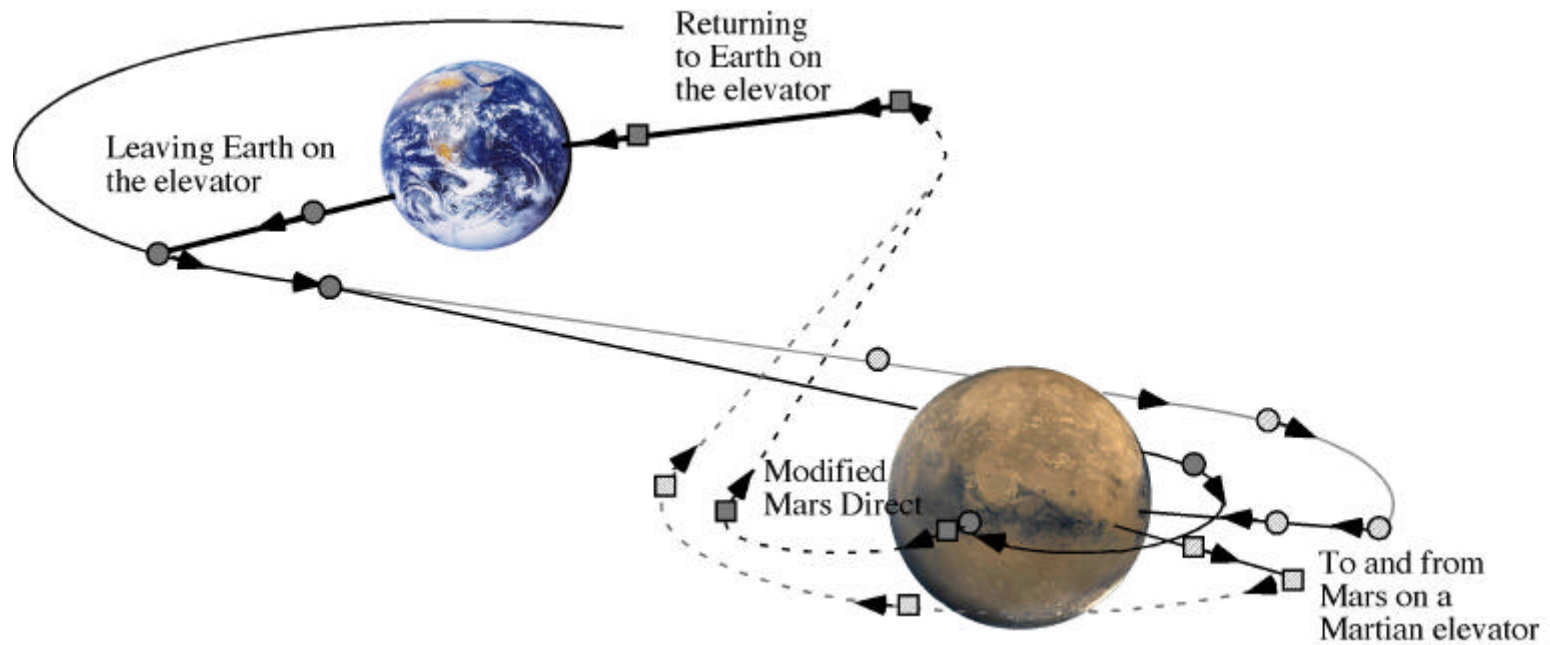 Returning
to Earth on
the elevator
Leaving Earth on
the elevator
Modified
Mars Direct
To and from
Mars on a
Martian elevator